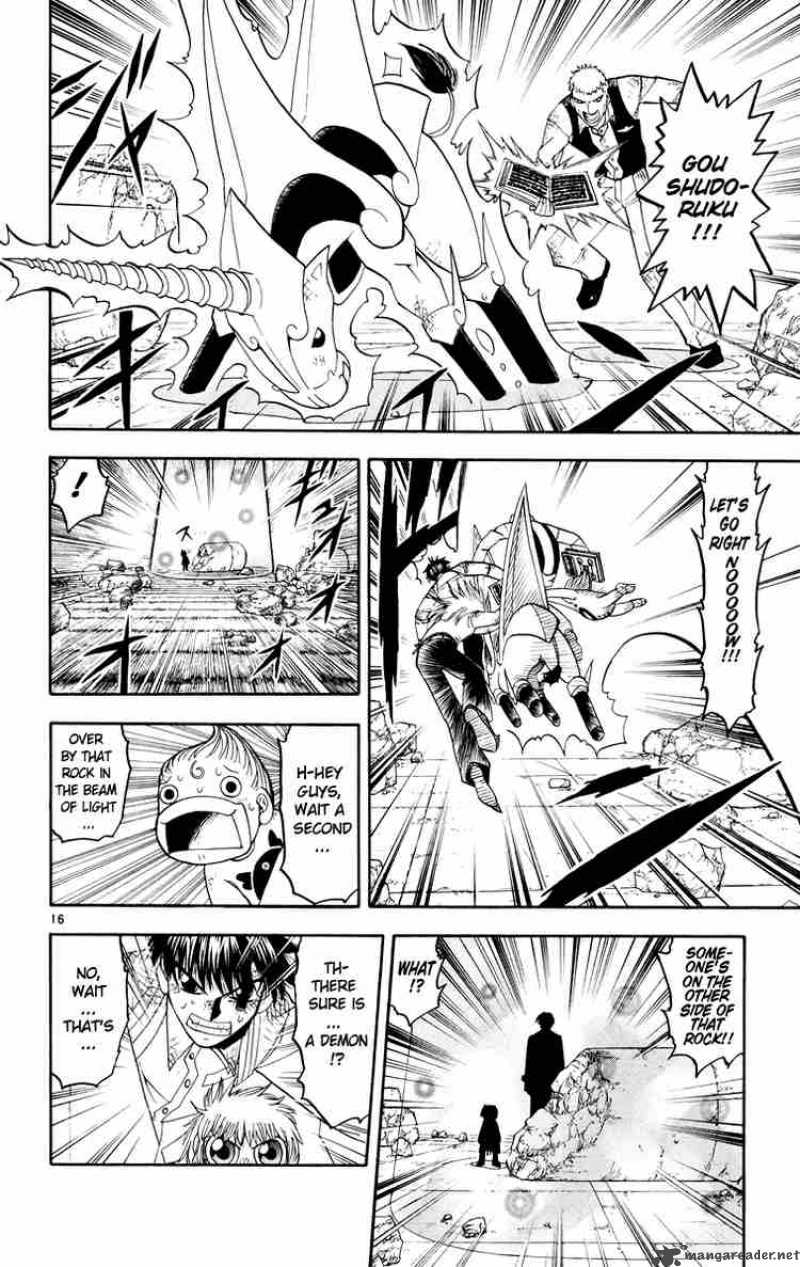 GOU
SHUDO-
RUKU
!!!
LET'S
GO
RIGHT
NOOOOOW
!!!
!
H-HEY
GUYS,
WAIT A
SECOND
...
OVER
BY THAT
ROCK IN
THE BEAM
OF LIGHT
...
16
SOME-
ONE'S ON
THE
OTHER
SIDE OF
THAT
ROCK!!
WHAT
!?
TH-
THERE
SURE IS
...
A DEMON
!?
NO,
WAIT
...
THAT'S
...
mangareader.net